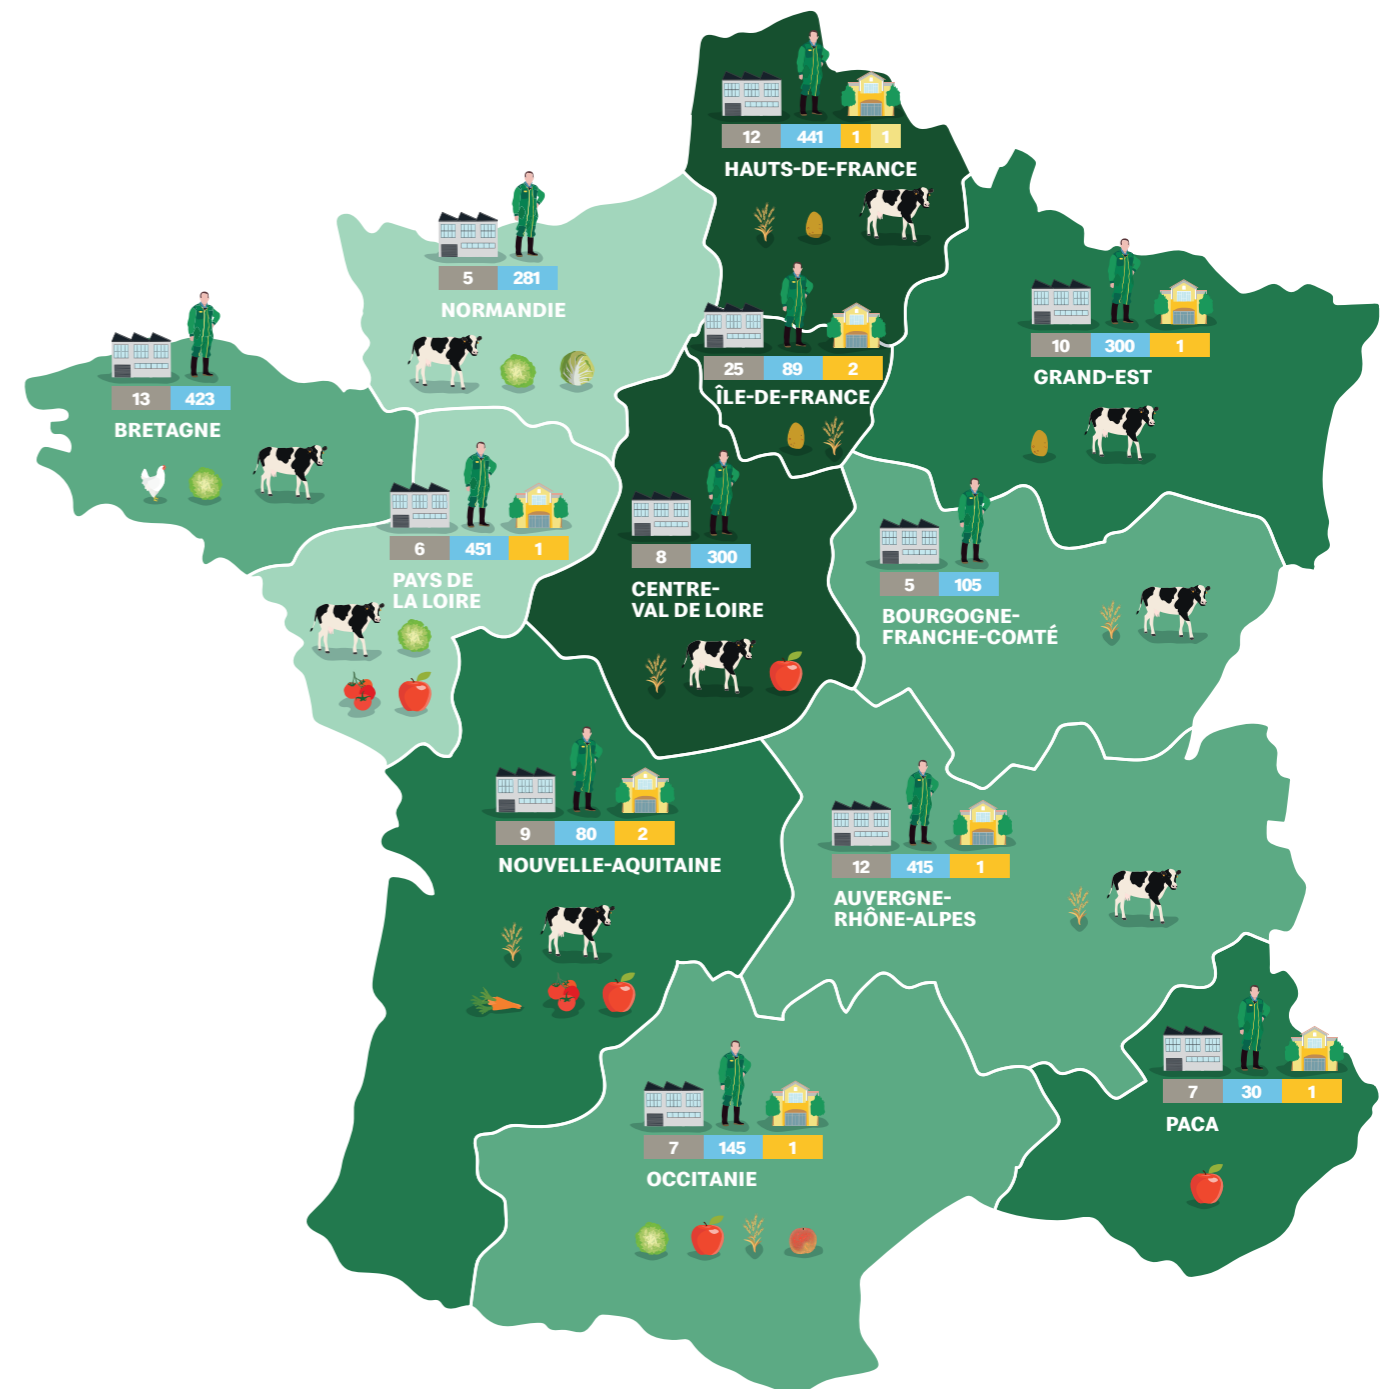 12 441 1 1
HAUTS-DE-FRANCE
5 281
NORMANDIE
25 89 2
ÎLE-DE-FRANCE
10 300 1
GRAND-EST
13 423
BRETAGNE
6 451 1
PAYS DE
LA LOIRE
8 300
CENTRE-
VAL DE LOIRE
5 105
BOURGOGNE-
FRANCHE-COMTÉ
9 80 2
NOUVELLE-AQUITAINE
12 415 1
AUVERGNE-
RHÔNE-ALPES
7 30 1
PACA
7 145 1
OCCITANIE